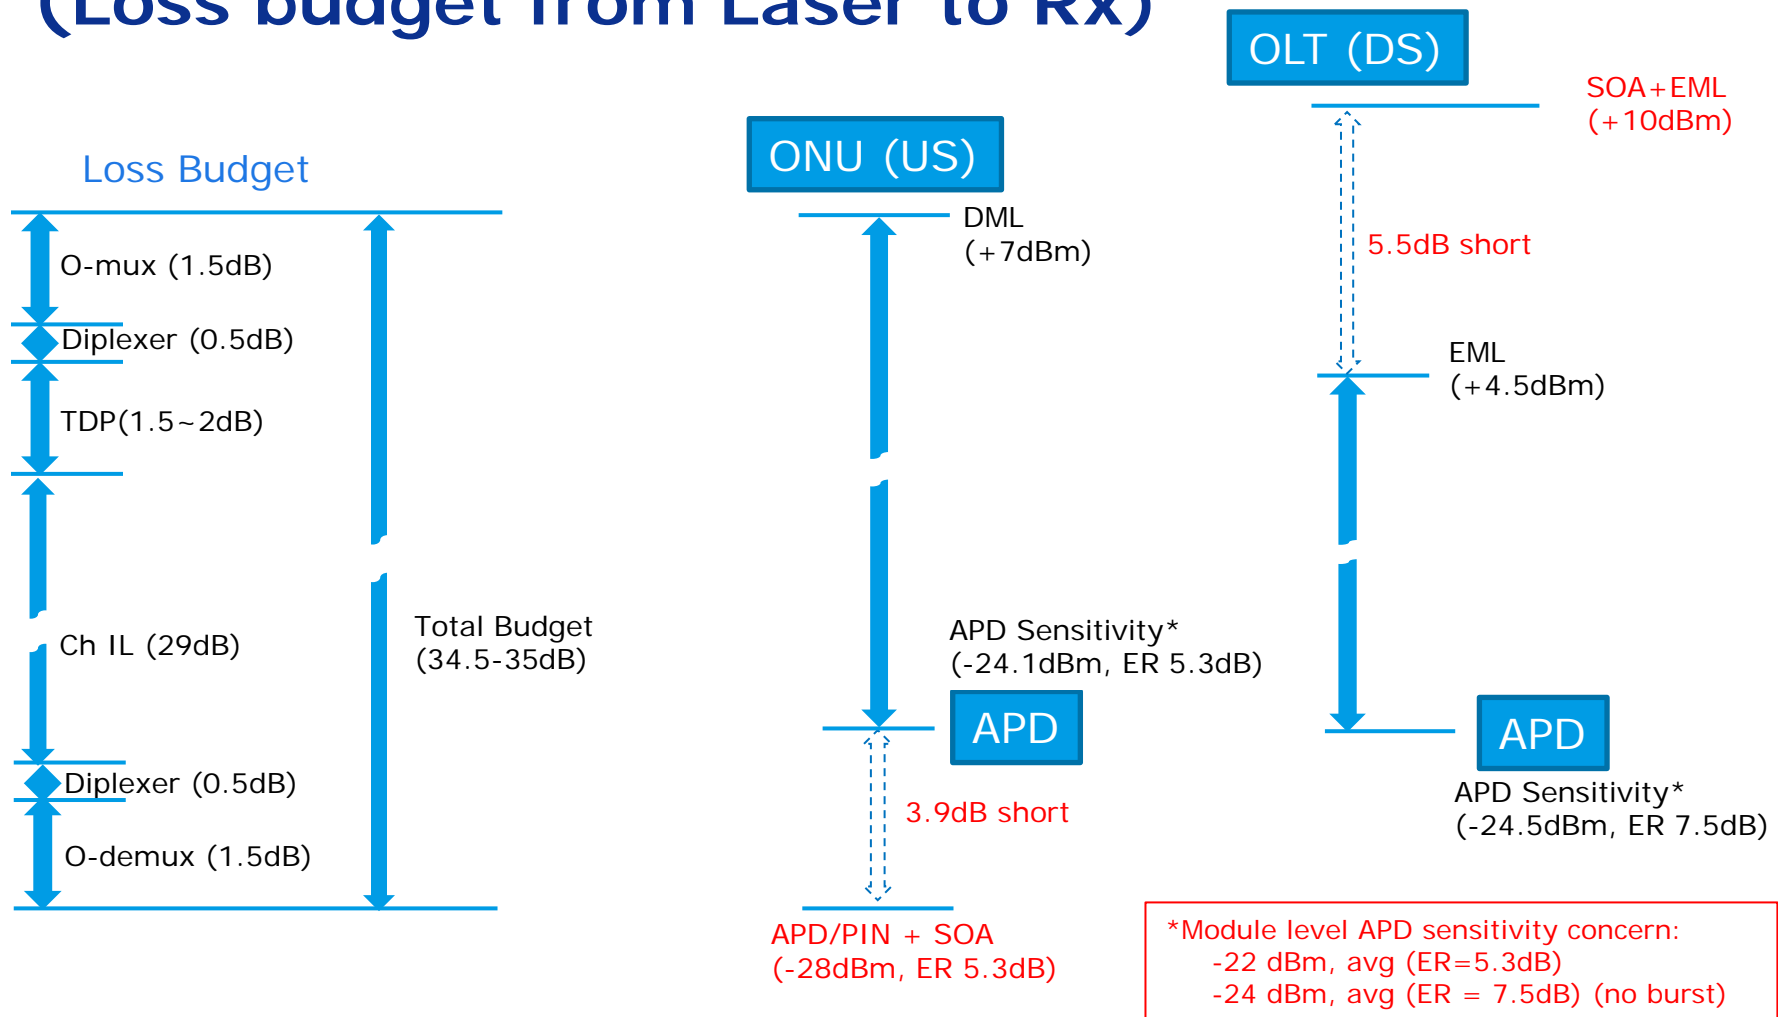 (Loss budget from Laser to Rx)
OLT (DS)
SOA+EML
(+10dBm)
ONU (US)
Loss Budget
DML
(+7dBm)
5.5dB short
O-mux (1.5dB)
Diplexer (0.5dB)
EML
(+4.5dBm)
TDP(1.5~2dB)
Ch IL (29dB)
Total Budget
(34.5-35dB)
APD Sensitivity*
(-24.1dBm, ER 5.3dB)
APD
APD
Diplexer (0.5dB)
3.9dB short
APD Sensitivity*
(-24.5dBm, ER 7.5dB)
O-demux (1.5dB)
APD/PIN + SOA
(-28dBm, ER 5.3dB)
*Module level APD sensitivity concern:
-22 dBm, avg (ER=5.3dB)
-24 dBm, avg (ER = 7.5dB) (no burst)